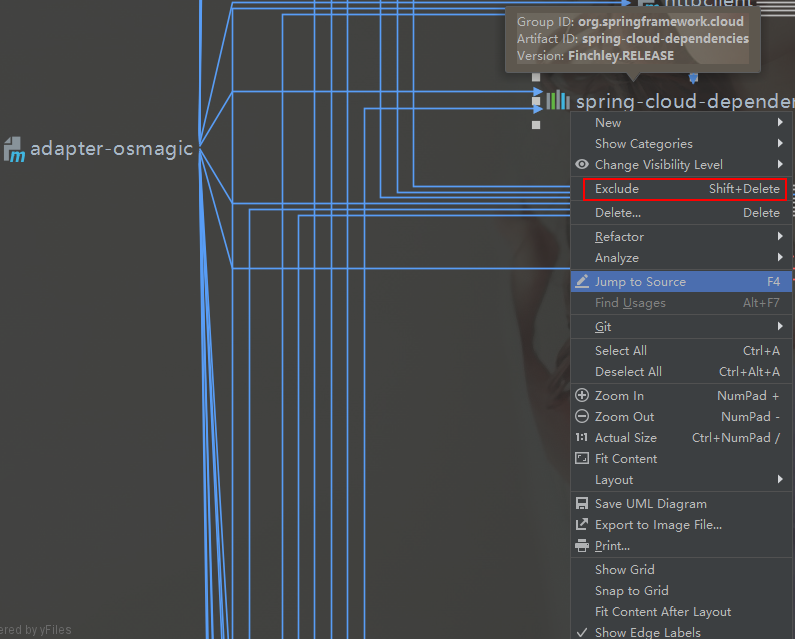 httpclient
Group ID: org.springframework.cloud
Artifact ID: spring-cloud-dependencies
Version: Finchley.RELEASE
spring-cloud-depender
adapter-osmagic
New
Show Categories
Change Visibility Level
Exclude Shift+Delete
Delete... Delete
Refactor
Analyze
Jump to Source F4
Find Usages Alt+F7
Git
Select All Ctrl+A
Deselect All Ctrl+Alt+A
Zoom In NumPad +
Zoom Out NumPad -
1:1 Actual Size Ctrl+NumPad /
Fit Content
Layout
Save UML Diagram
Export to Image File...
Print...
Show Grid
Snap to Grid
Fit Content After Layout
ered by yFiles
Show Edge Labels